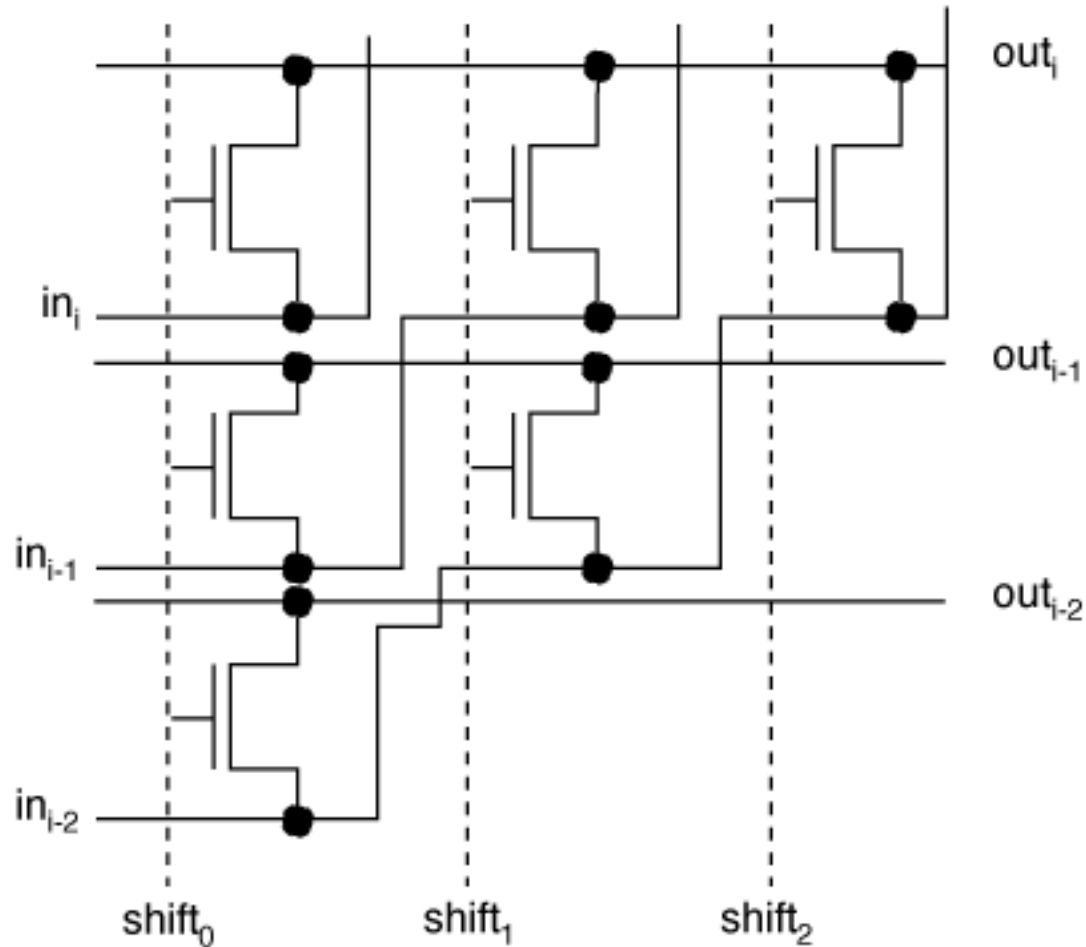 out_i
in_i
out_{i-1}
in_{i-1}
out_{i-2}
in_{i-2}
shift_0 shift_1 shift_2